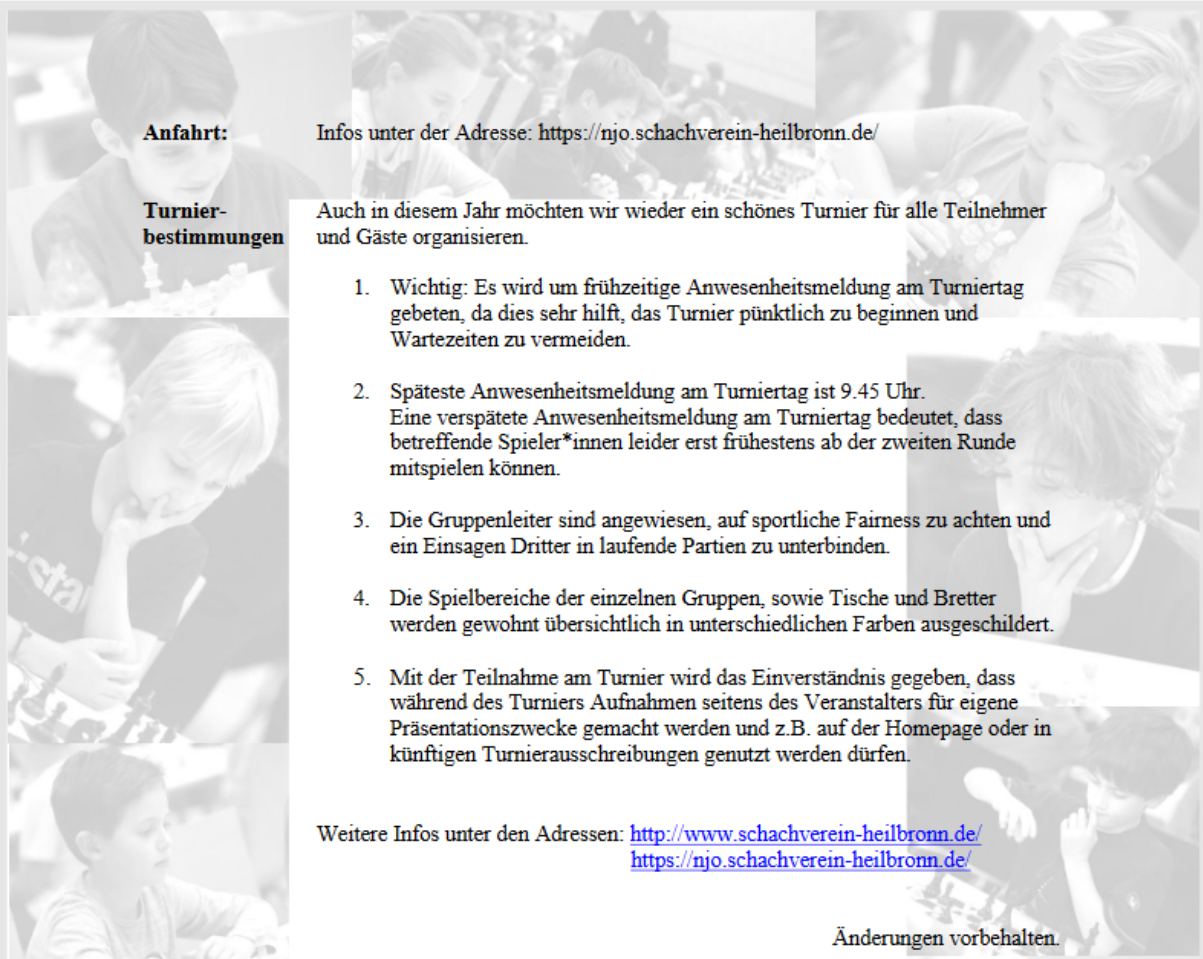 Anfahrt: Infos unter der Adresse: https://njo.schachverein-heilbronn.de/
Turnier- Auch in diesem Jahr möchten wir wieder ein schönes Turnier für alle Teilnehmer
bestimmungen und Gäste organisieren.
1. Wichtig: Es wird um frühzeitige Anwesenheitsmeldung am Turniertag
gebeten, da dies sehr hilft, das Turnier pünktlich zu beginnen und
Wartezeiten zu vermeiden.
2. Späteste Anwesenheitsmeldung am Turniertag ist 9.45 Uhr.
Eine verspätete Anwesenheitsmeldung am Turniertag bedeutet, dass
betreffende Spieler*innen leider erst frühestens ab der zweiten Runde
mitspielen können.
3. Die Gruppenleiter sind angewiesen, auf sportliche Fairness zu achten und
ein Einsagen Dritter in laufende Partien zu unterbinden.
4. Die Spielbereiche der einzelnen Gruppen, sowie Tische und Bretter
werden gewohnt übersichtlich in unterschiedlichen Farben ausgeschildert.
5. Mit der Teilnahme am Turnier wird das Einverständnis gegeben, dass
während des Turniers Aufnahmen seitens des Veranstalters für eigene
Präsentationszwecke gemacht werden und z.B. auf der Homepage oder in
künftigen Turnierausschreibungen genutzt werden dürfen.
Weitere Infos unter den Adressen: http://www.schachverein-heilbronn.de/
https://njo.schachverein-heilbronn.de/
Änderungen vorbehalten.